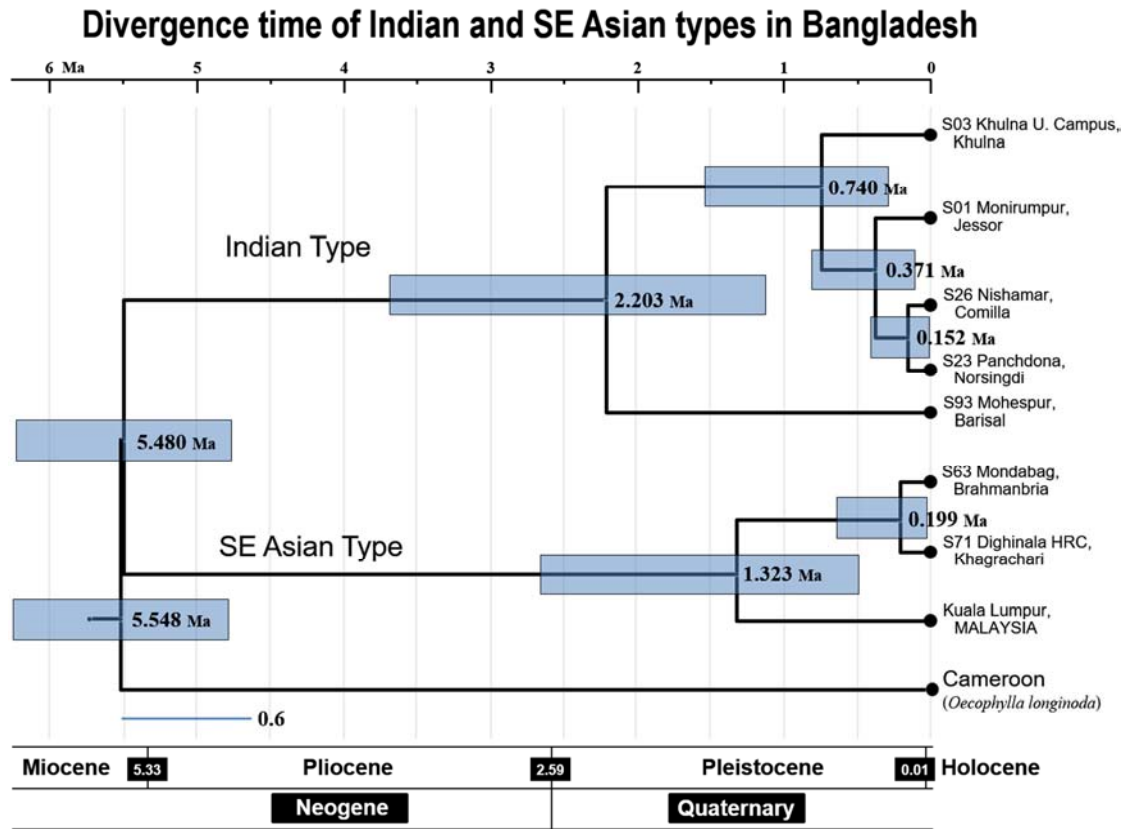 Divergence time of Indian and SE Asian types in Bangladesh
6 Ma 5 4 3 2 1 0
S03 Khulna U. Campus,
Khulna
0.740 Ma
S01 Monirumpur,
Jessor
Indian Type
0.371 Ma
2.203 Ma
S26 Nishamar,
Comilla
0.152 Ma
S23 Panchdona,
Norsingdi
S93 Mohespur,
Barisal
5.480 Ma
S63 Mondabag,
Brahmanbria
0.199 Ma
SE Asian Type
S71 Dighinala HRC,
Khagrachari
1.323 Ma
5.548 Ma
Kuala Lumpur,
MALAYSIA
Cameroon
(Oecophylla longinoda)
0.6
Miocene 5.33 Pliocene 2.59 Pleistocene 0.01 Holocene
Neogene Quaternary